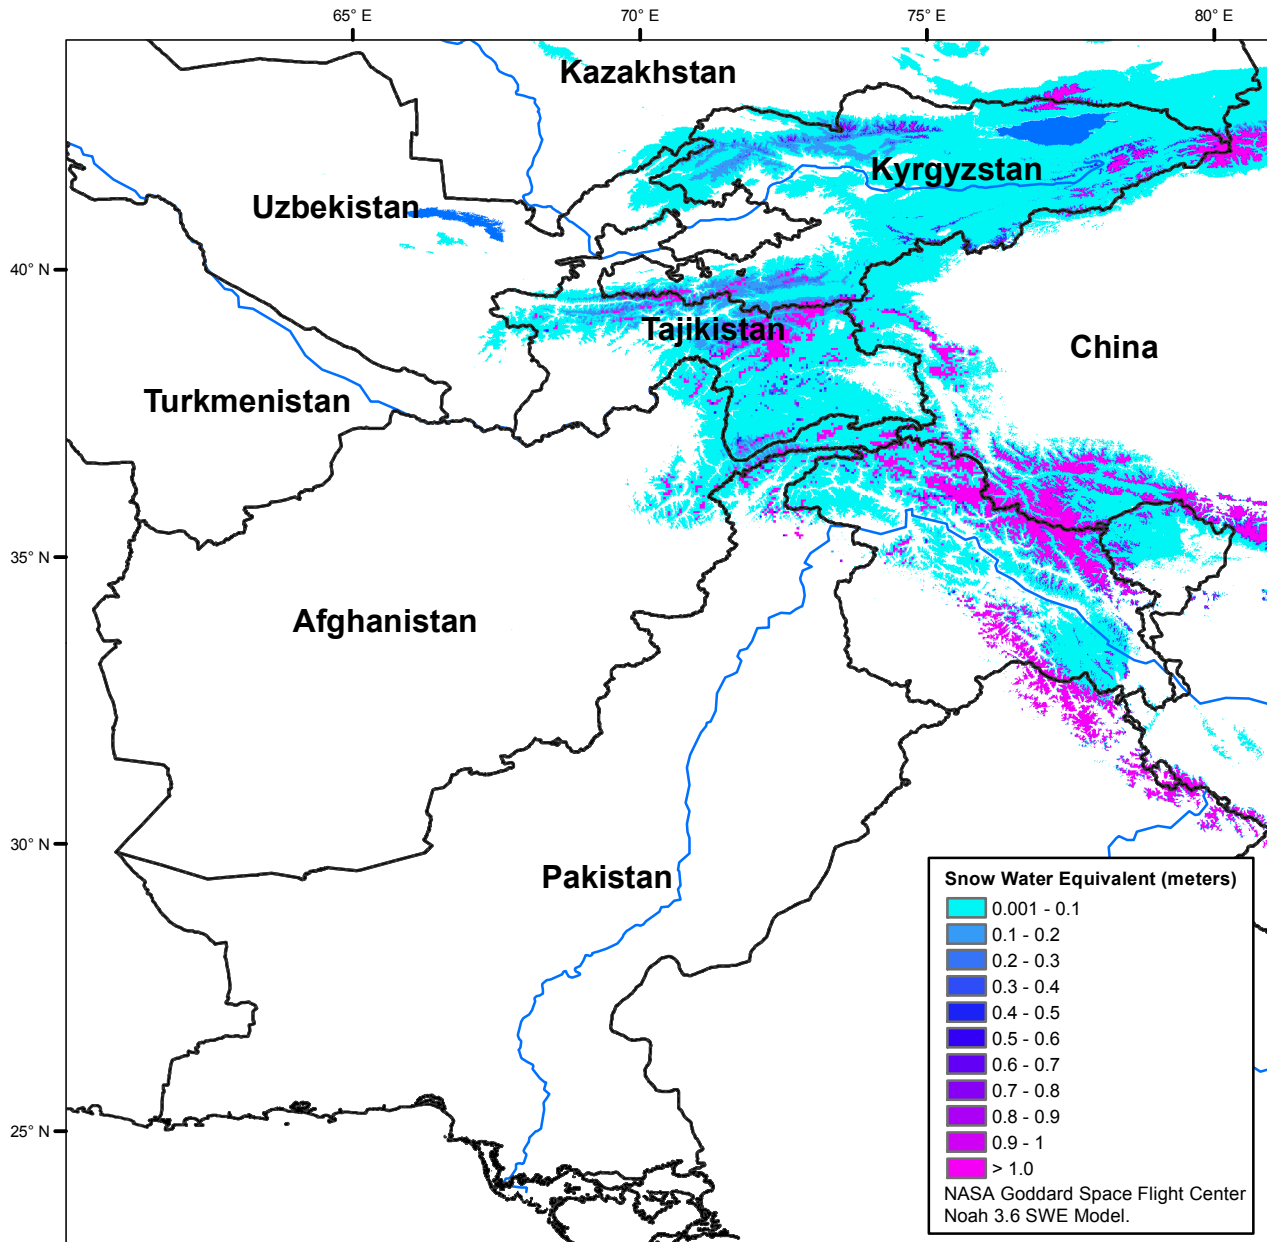 65° E
70° E
75° E
80° E
Kazakhstan
Kyrgyzstan
Uzbekistan
40° N
Tajikistan
China
Turkmenistan
35° N
Afghanistan
30° N
Pakistan
Snow Water Equivalent (meters)
0.001 - 0.1
0.1 - 0.2
0.2 - 0.3
0.3 - 0.4
0.4 - 0.5
0.5 - 0.6
0.6 - 0.7
0.7 - 0.8
0.8 - 0.9
25° N
0.9 - 1
> 1.0
NASA Goddard Space Flight Center
Noah 3.6 SWE Model.